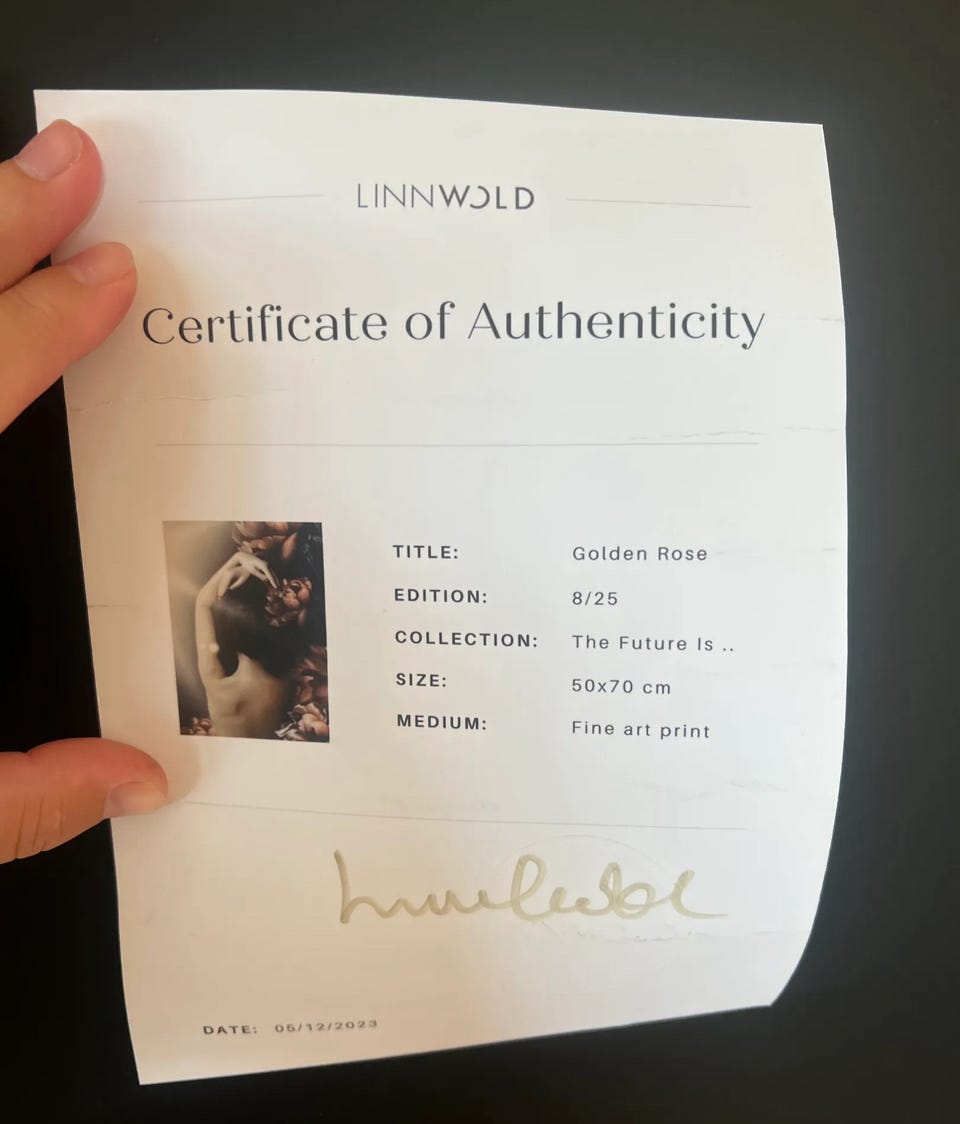 LINNWOLD
Certificate of Authenticity
TITLE: Golden Rose
EDITION: 8/25
COLLECTION: The Future Is ..
SIZE: 50x70 cm
MEDIUM: Fine art print
DATE: 05/12/2023